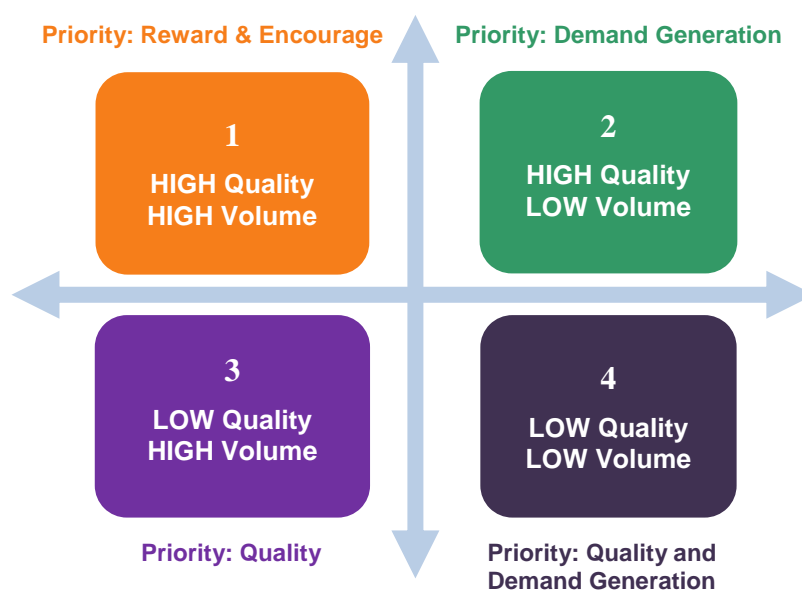 Priority: Reward & Encourage
Priority: Demand Generation
1
HIGH Quality
HIGH Volume
2
HIGH Quality
LOW Volume
3
LOW Quality
HIGH Volume
4
LOW Quality
LOW Volume
Priority: Quality
Priority: Quality and
Demand Generation